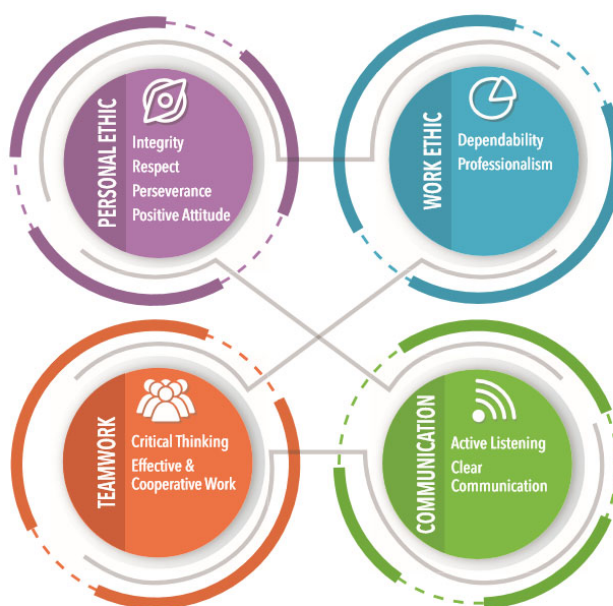 PERSONAL ETHIC
Integrity
Respect
Perseverance
Positive Attitude
WORK ETHIC
Dependability
Professionalism
TEAMWORK
Critical Thinking
Effective &
Cooperative Work
COMMUNICATION
Active Listening
Clear
Communication